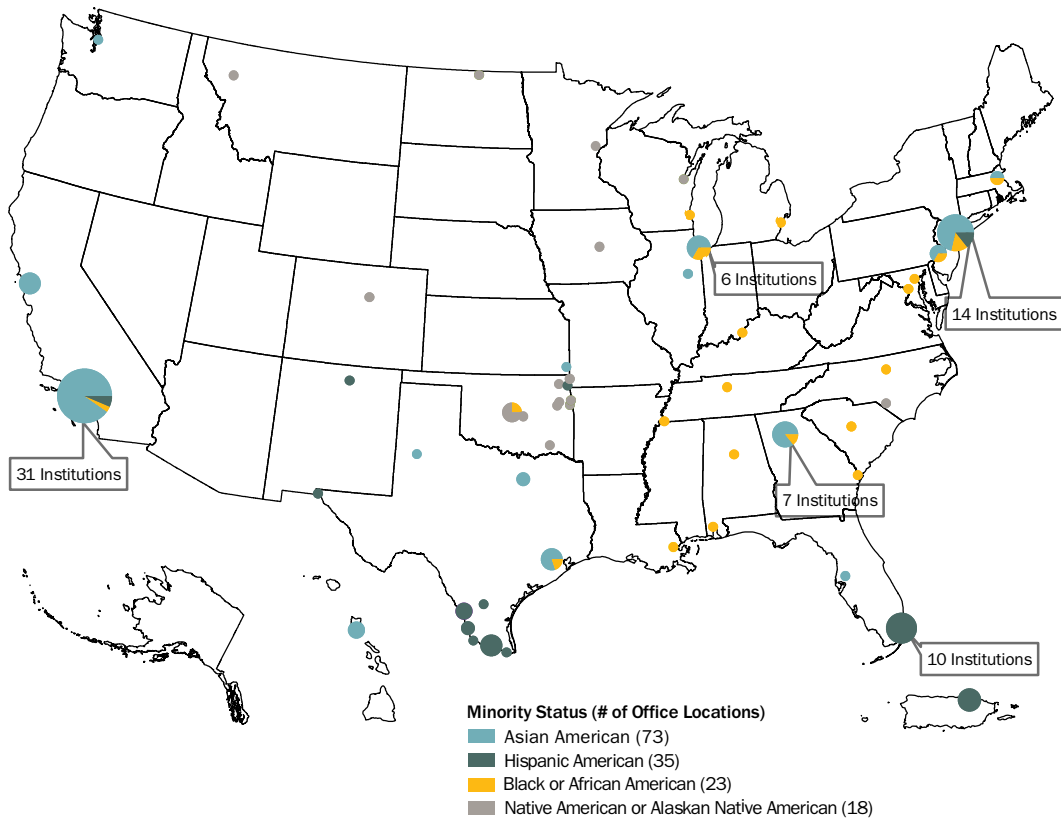 6 Institutions
14 Institutions
31 Institutions
7 Institutions
10 Institutions
Minority Status (# of Office Locations)
Asian American (73)
Hispanic American (35)
Black or African American (23)
Native American or Alaskan Native American (18)